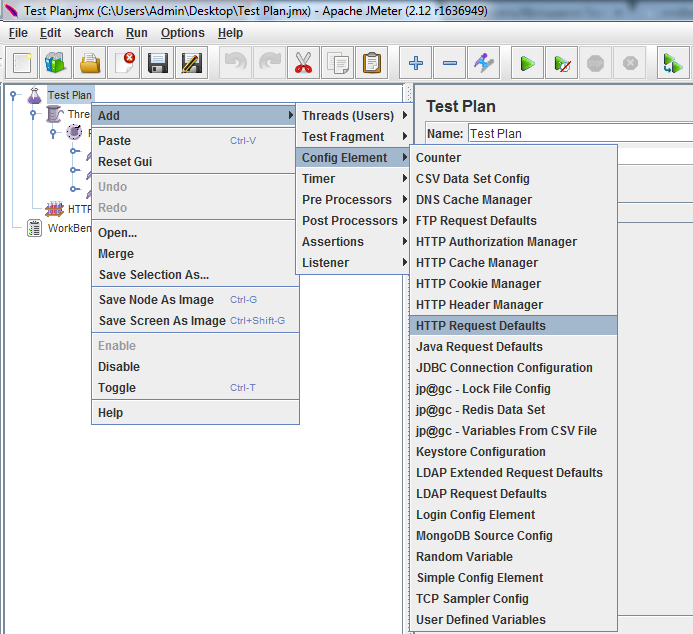 Test Plan.jmx (C:\Users\Admin\Desktop\Test Plan.jmx) - Apache JMeter (2.12 r1636949)
File Edit Search Run Options Help
Test Plan
Thre
HTTP
WorkBen
Add
Paste Ctrl-V
Reset Gui
Undo
Redo
Open...
Merge
Save Selection As...
Save Node As Image Ctrl-G
Save Screen As Image Ctrl+Shift-G
Enable
Disable
Toggle Ctrl-T
Help
Threads (Users)
Test Fragment
Config Element
Timer
Pre Processors
Post Processors
Assertions
Listener
Test Plan
Name: Test Plan
Counter
CSV Data Set Config
DNS Cache Manager
FTP Request Defaults
HTTP Authorization Manager
HTTP Cache Manager
HTTP Cookie Manager
HTTP Header Manager
HTTP Request Defaults
Java Request Defaults
JDBC Connection Configuration
jp@gc - Lock File Config
jp@gc - Redis Data Set
jp@gc - Variables From CSV File
Keystore Configuration
LDAP Extended Request Defaults
LDAP Request Defaults
Login Config Element
MongoDB Source Config
Random Variable
Simple Config Element
TCP Sampler Config
User Defined Variables